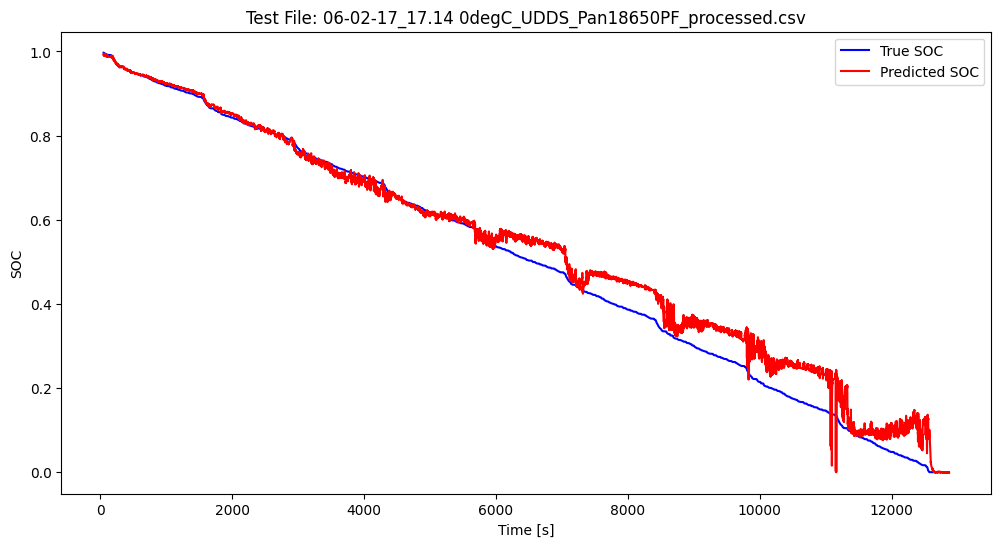 Test File: 06-02-17_17.14 0degC_UDDS_Pan18650PF_processed.csv
True SOC
Predicted SOC
1.0
0.8
0.6
0.4
0.2
0.0
SOC
0 2000 4000 6000 8000 10000 12000
Time [s]